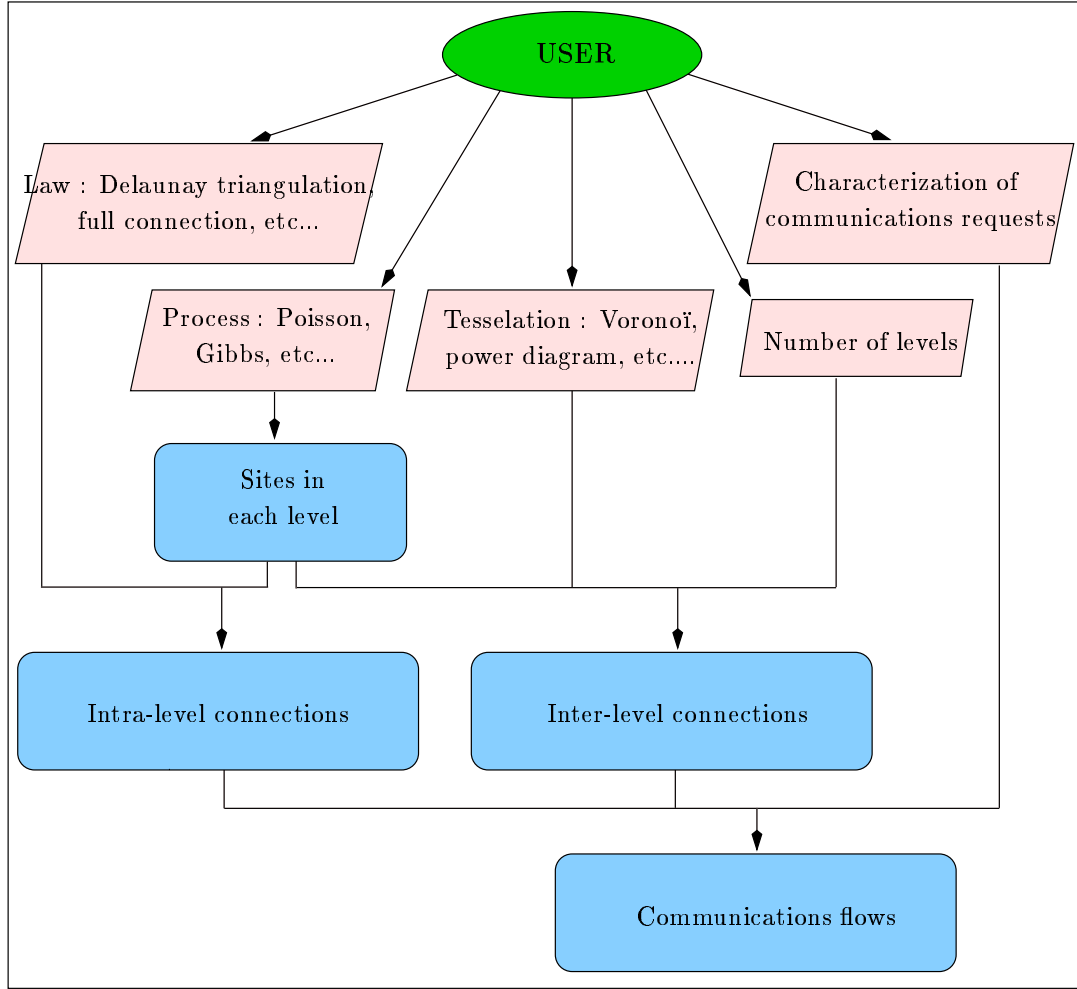 USER
Law : Delaunay triangulation,
full connection, etc...
Characterization of
communications requests
Process : Poisson,
Gibbs, etc...
Tesselation : Voronoï,
power diagram, etc....
Number of levels
Sites in
each level
Intra-level connections
Inter-level connections
Communications flows